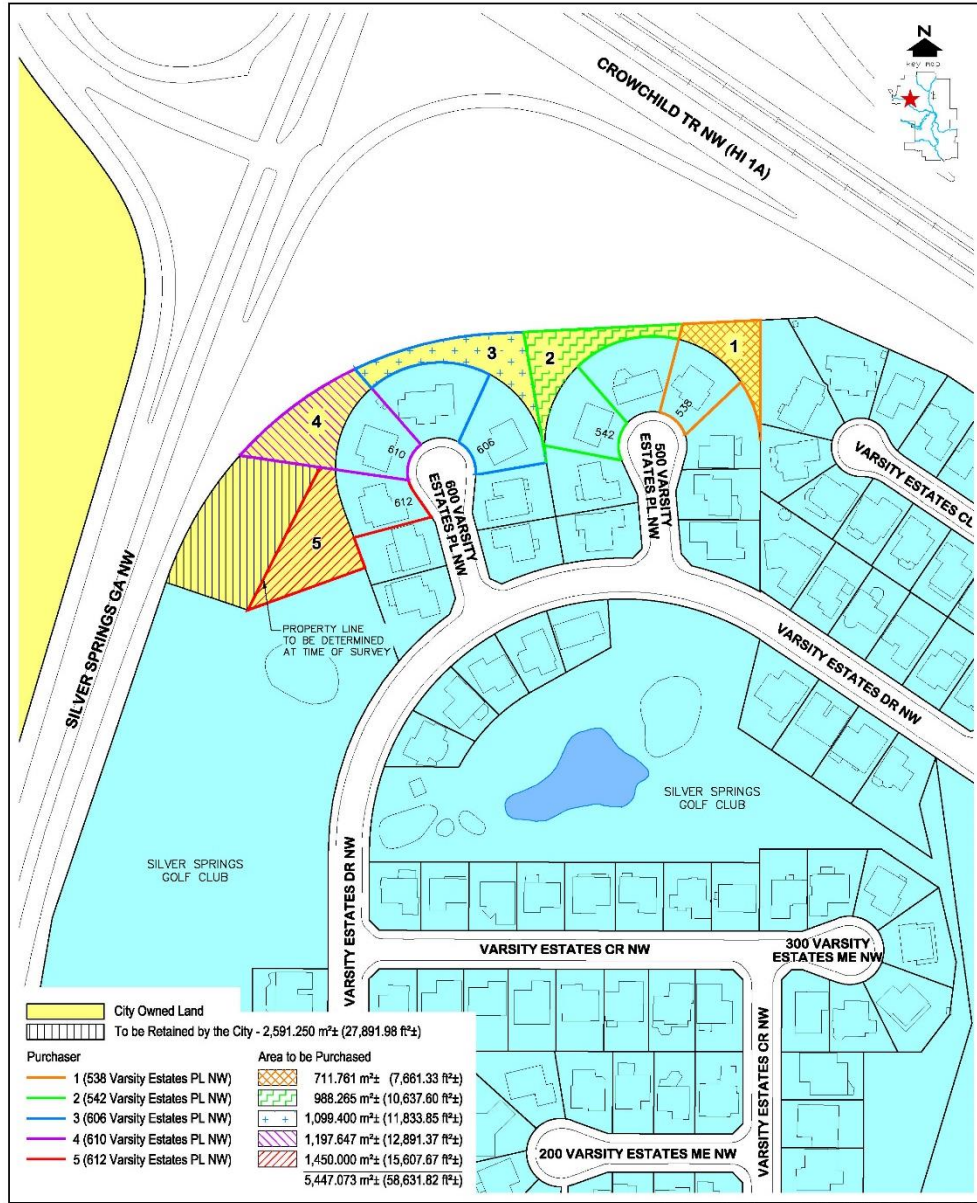 N
key map
CROWCHILD TR NW (HI 1A)
1
2
3
4
5
538
542
606
610
612
500 VARSITY
ESTATES PL NW
600 VARSITY
ESTATES PL NW
VARSITY ESTATES CL
SILVER SPRINGS GA NW
PROPERTY LINE
TO BE DETERMINED
AT TIME OF SURVEY
VARSITY ESTATES DR NW
SILVER SPRINGS
GOLF CLUB
SILVER SPRINGS
GOLF CLUB
VARSITY ESTATES DR NW
VARSITY ESTATES CR NW
300 VARSITY
ESTATES ME NW
VARSITY ESTATES CR NW
200 VARSITY ESTATES ME NW
City Owned Land
To be Retained by the City - 2,591.250 m²± (27,891.98 ft²±)
Purchaser Area to be Purchased
1 (538 Varsity Estates PL NW) 711.761 m²± (7,661.33 ft²±)
2 (542 Varsity Estates PL NW) 988.265 m²± (10,637.60 ft²±)
3 (606 Varsity Estates PL NW) 1,099.400 m²± (11,833.85 ft²±)
4 (610 Varsity Estates PL NW) 1,197.647 m²± (12,891.37 ft²±)
5 (612 Varsity Estates PL NW) 1,450.000 m²± (15,607.67 ft²±)
5,447.073 m²± (58,631.82 ft²±)